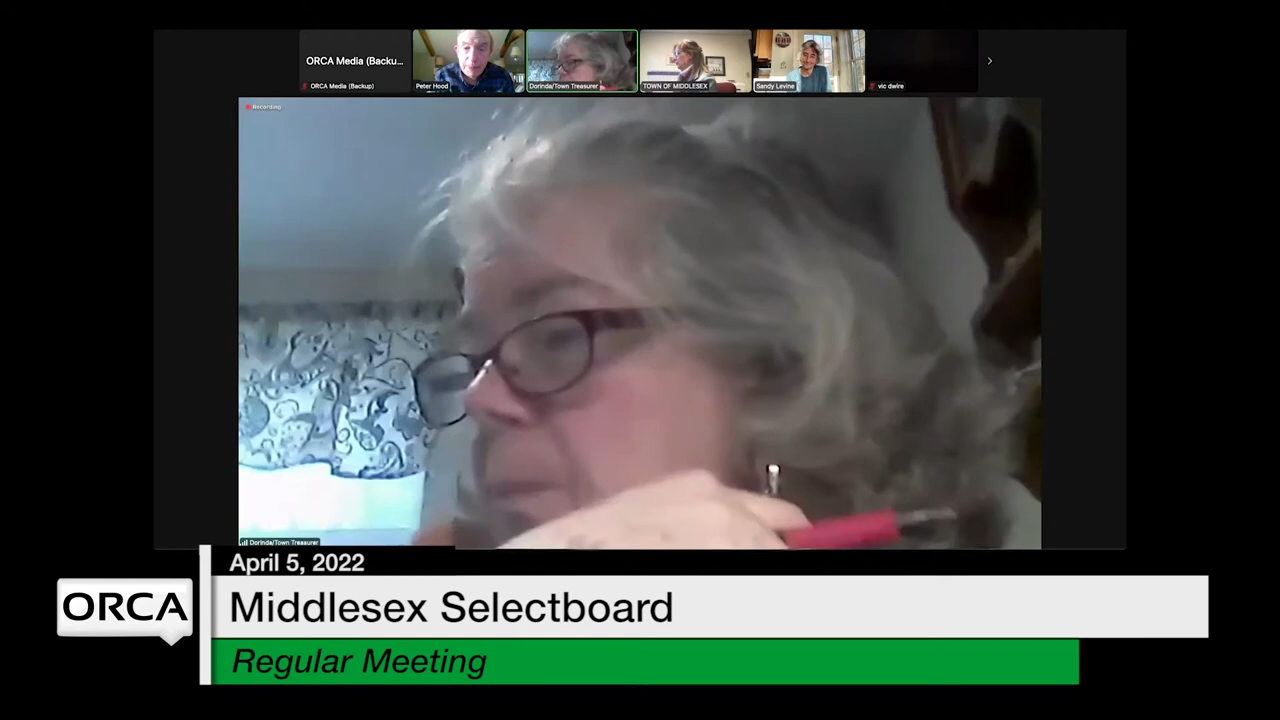 ORCA Media (Backu...
ORCA Media (Backup)
Peter Hood
Dorinda/Town Treasurer
TOWN OF MIDDLESEX
Sandy Levine
vic dwire
Recording
Dorinda/Town Treasurer
April 5, 2022
ORCA
Middlesex Selectboard
Regular Meeting